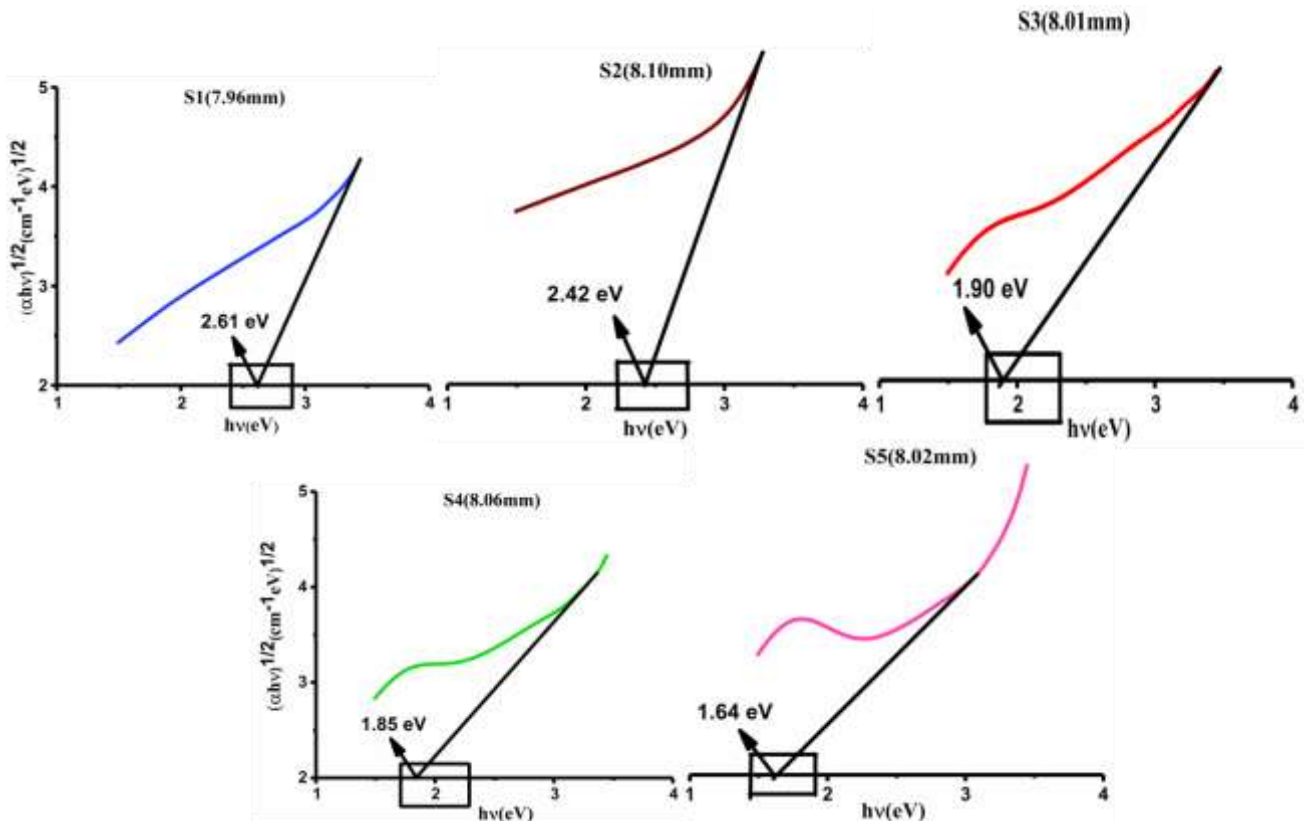 S1(7.96mm)
(αhν)1/2(cm-1eV)1/2
5
4
3
2
2.61 eV
1 2 3 4
hν(eV)
S2(8.10mm)
2.42 eV
1 2 3 4
hν(eV)
S3(8.01mm)
1.90 eV
1 2 3 4
hν(eV)
S4(8.06mm)
(αhν)1/2(cm-1eV)1/2
5
4
3
2
1.85 eV
1 2 3 4
hν(eV)
S5(8.02mm)
1.64 eV
1 2 3 4
hν(eV)